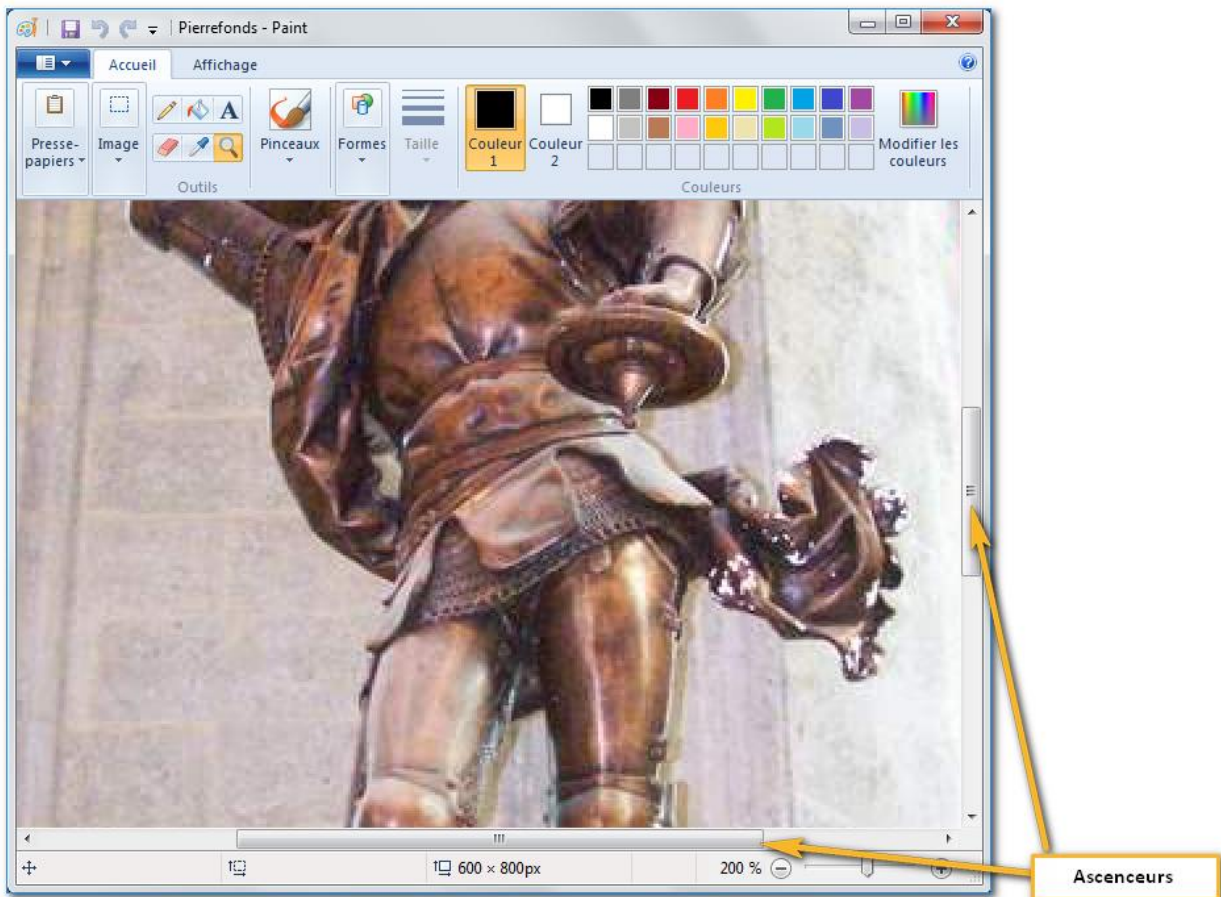 Pierrefonds - Paint
Accueil Affichage
Presse-
papiers
Image
Outils
A
Pinceaux
Formes
Taille
Couleur
1
Couleur
2
Modifier les
couleurs
Couleurs
600 × 800px
200 %
Ascenceurs